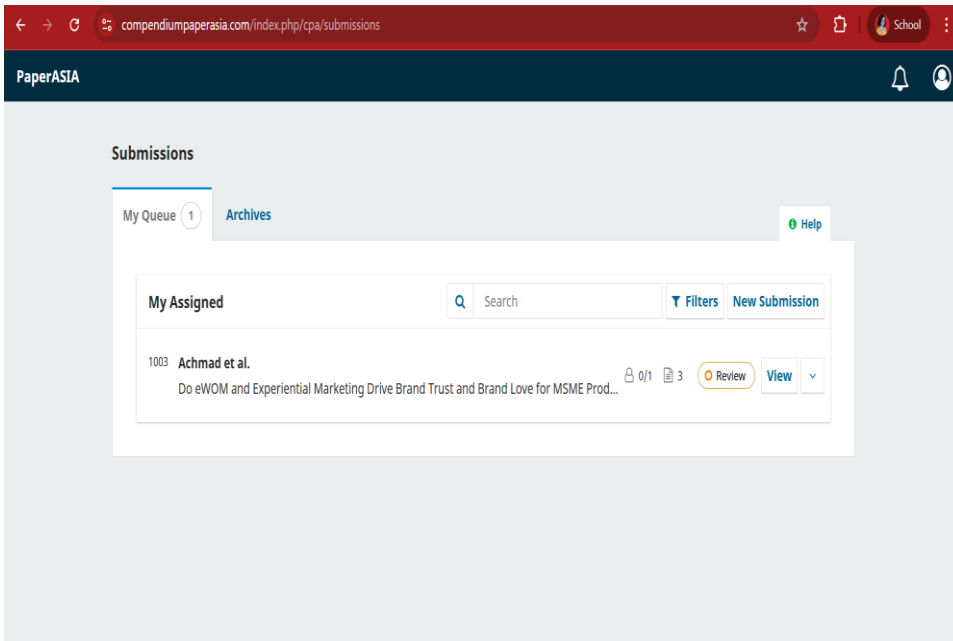 compendiumpaperasia.com/index.php/cpa/submissions
School
PaperASIA
Submissions
My Queue 1
Archives
Help
My Assigned
Search
Filters
New Submission
1003 Achmad et al.
Do eWOM and Experiential Marketing Drive Brand Trust and Brand Love for MSME Prod...
0/1
3
Review
View